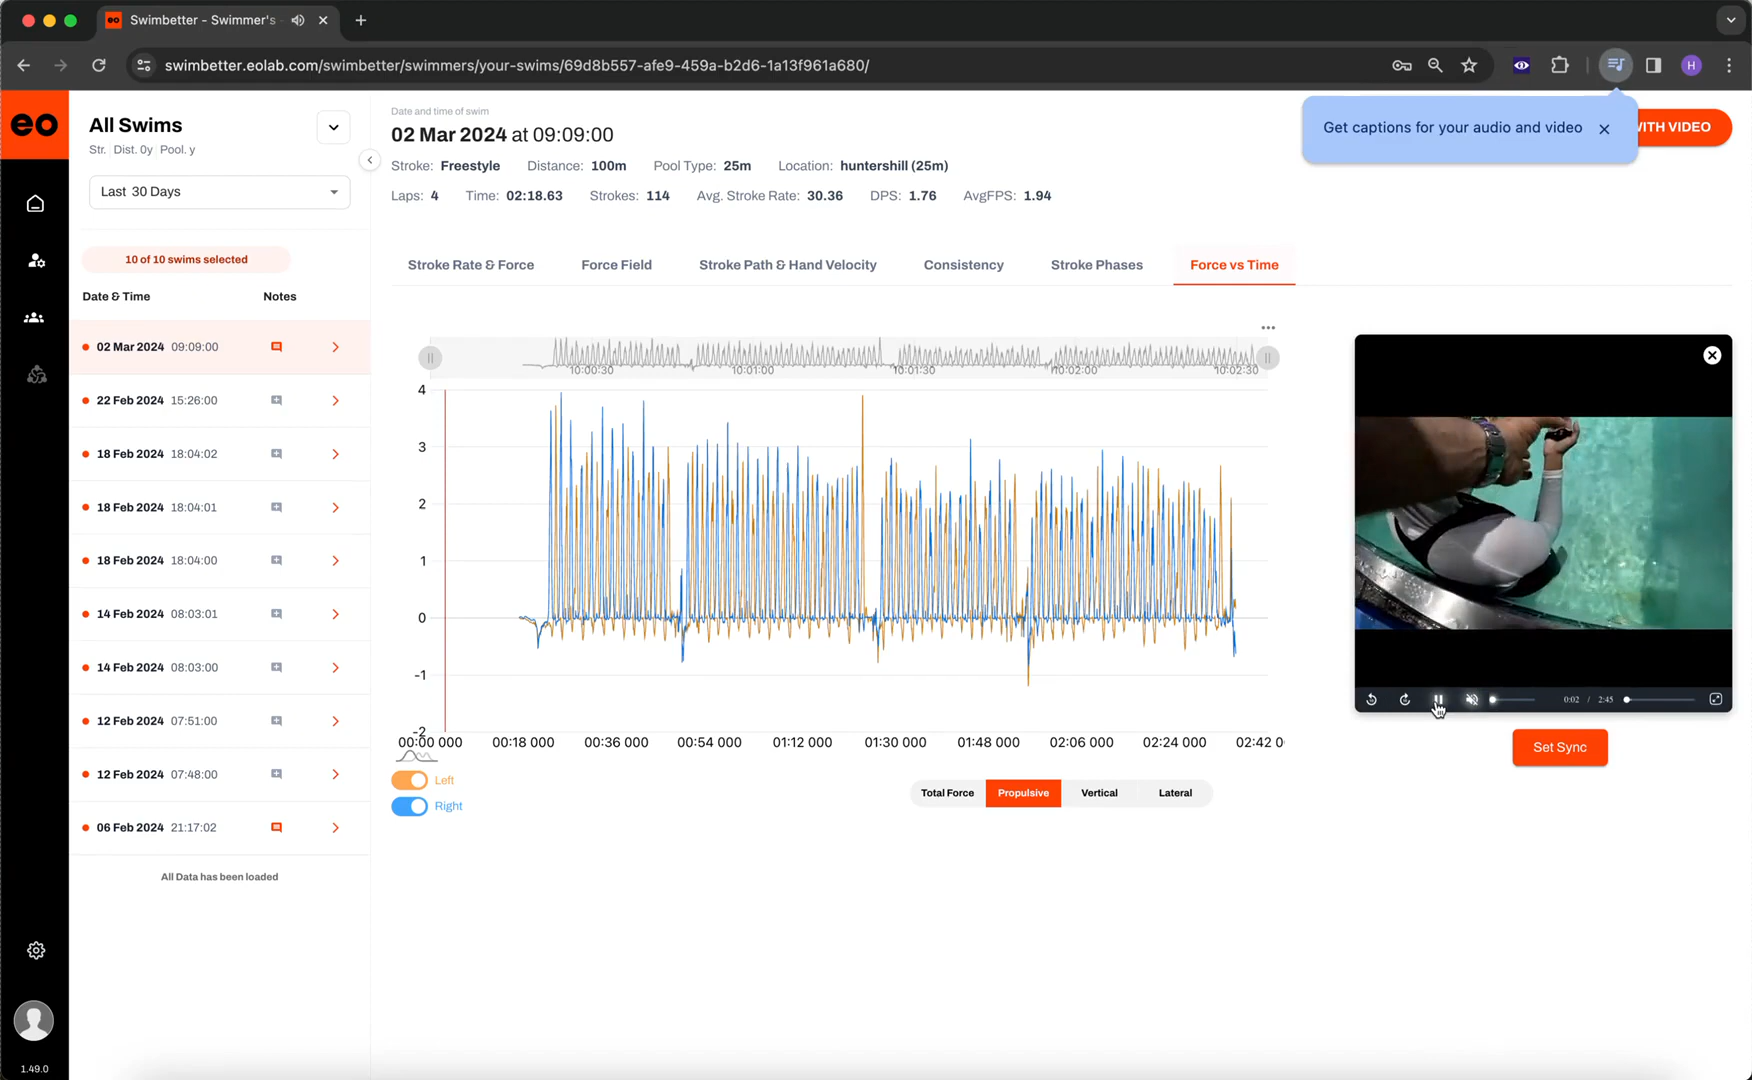 Swimbetter - Swimmer's
swimbetter.eolab.com/swimbetter/swimmers/your-swims/69d8b557-afe9-459a-b2d6-1a13f961a680/
H
Get captions for your audio and video
WITH VIDEO
eo
All Swims
Str. Dist. 0y Pool. y
Last 30 Days
10 of 10 swims selected
Date & Time Notes
02 Mar 2024 09:09:00
22 Feb 2024 15:26:00
18 Feb 2024 18:04:02
18 Feb 2024 18:04:01
18 Feb 2024 18:04:00
14 Feb 2024 08:03:01
14 Feb 2024 08:03:00
12 Feb 2024 07:51:00
12 Feb 2024 07:48:00
06 Feb 2024 21:17:02
All Data has been loaded
1.49.0
Date and time of swim
02 Mar 2024 at 09:09:00
Stroke: Freestyle Distance: 100m Pool Type: 25m Location: huntershill (25m)
Laps: 4 Time: 02:18.63 Strokes: 114 Avg. Stroke Rate: 30.36 DPS: 1.76 AvgFPS: 1.94
Stroke Rate & Force Force Field Stroke Path & Hand Velocity Consistency Stroke Phases Force vs Time
10:00:30 10:01:00 10:01:30 10:02:00 10:02:30
4
3
2
1
0
-1
-2
00:00 000 00:18 000 00:36 000 00:54 000 01:12 000 01:30 000 01:48 000 02:06 000 02:24 000 02:42 0
Left
Right
Total Force Propulsive Vertical Lateral
0:02 / 2:45
Set Sync